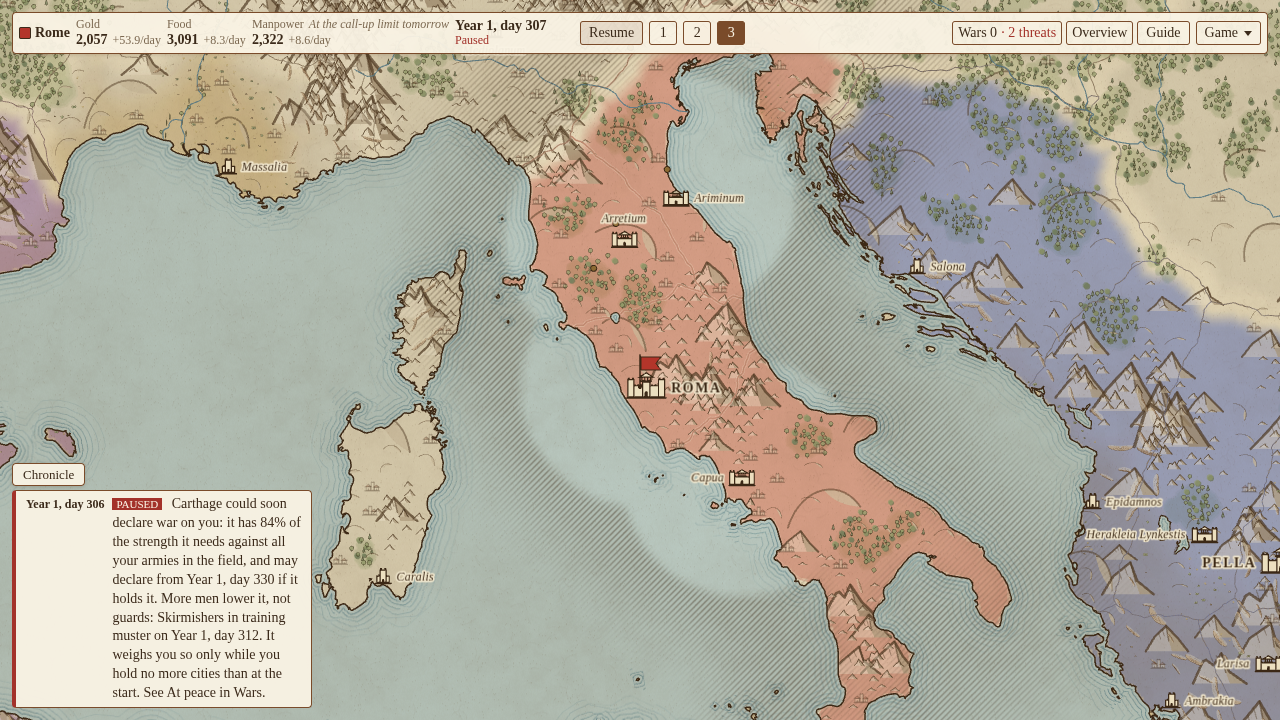 Rome
Gold
2,057 +53.9/day
Food
3,091 +8.3/day
Manpower At the call-up limit tomorrow
2,322 +8.6/day
Year 1, day 307
Paused
Resume
1
2
3
Wars 0 · 2 threats
Overview
Guide
Game
Massalia
Ariminum
Arretium
Salona
ROMA
Capua
Epidamnos
Herakleia Lynkestis
PELLA
Caralis
Larisa
Ambrakia
Chronicle
Year 1, day 306 PAUSED Carthage could soon
declare war on you: it has 84% of
the strength it needs against all
your armies in the field, and may
declare from Year 1, day 330 if it
holds it. More men lower it, not
guards: Skirmishers in training
muster on Year 1, day 312. It
weighs you so only while you
hold no more cities than at the
start. See At peace in Wars.